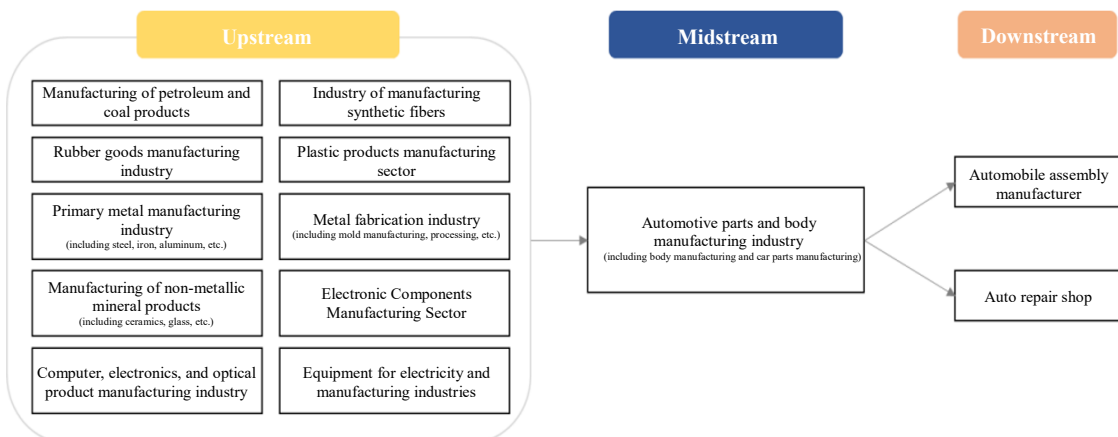 Upstream
Midstream
Downstream
Manufacturing of petroleum and
coal products
Industry of manufacturing
synthetic fibers
Rubber goods manufacturing
industry
Plastic products manufacturing
sector
Primary metal manufacturing
industry
(including steel, iron, aluminum, etc.)
Metal fabrication industry
(including mold manufacturing, processing, etc.)
Manufacturing of non-metallic
mineral products
(including ceramics, glass, etc.)
Electronic Components
Manufacturing Sector
Computer, electronics, and optical
product manufacturing industry
Equipment for electricity and
manufacturing industries
Automotive parts and body
manufacturing industry
(including body manufacturing and car parts manufacturing)
Automobile assembly
manufacturer
Auto repair shop